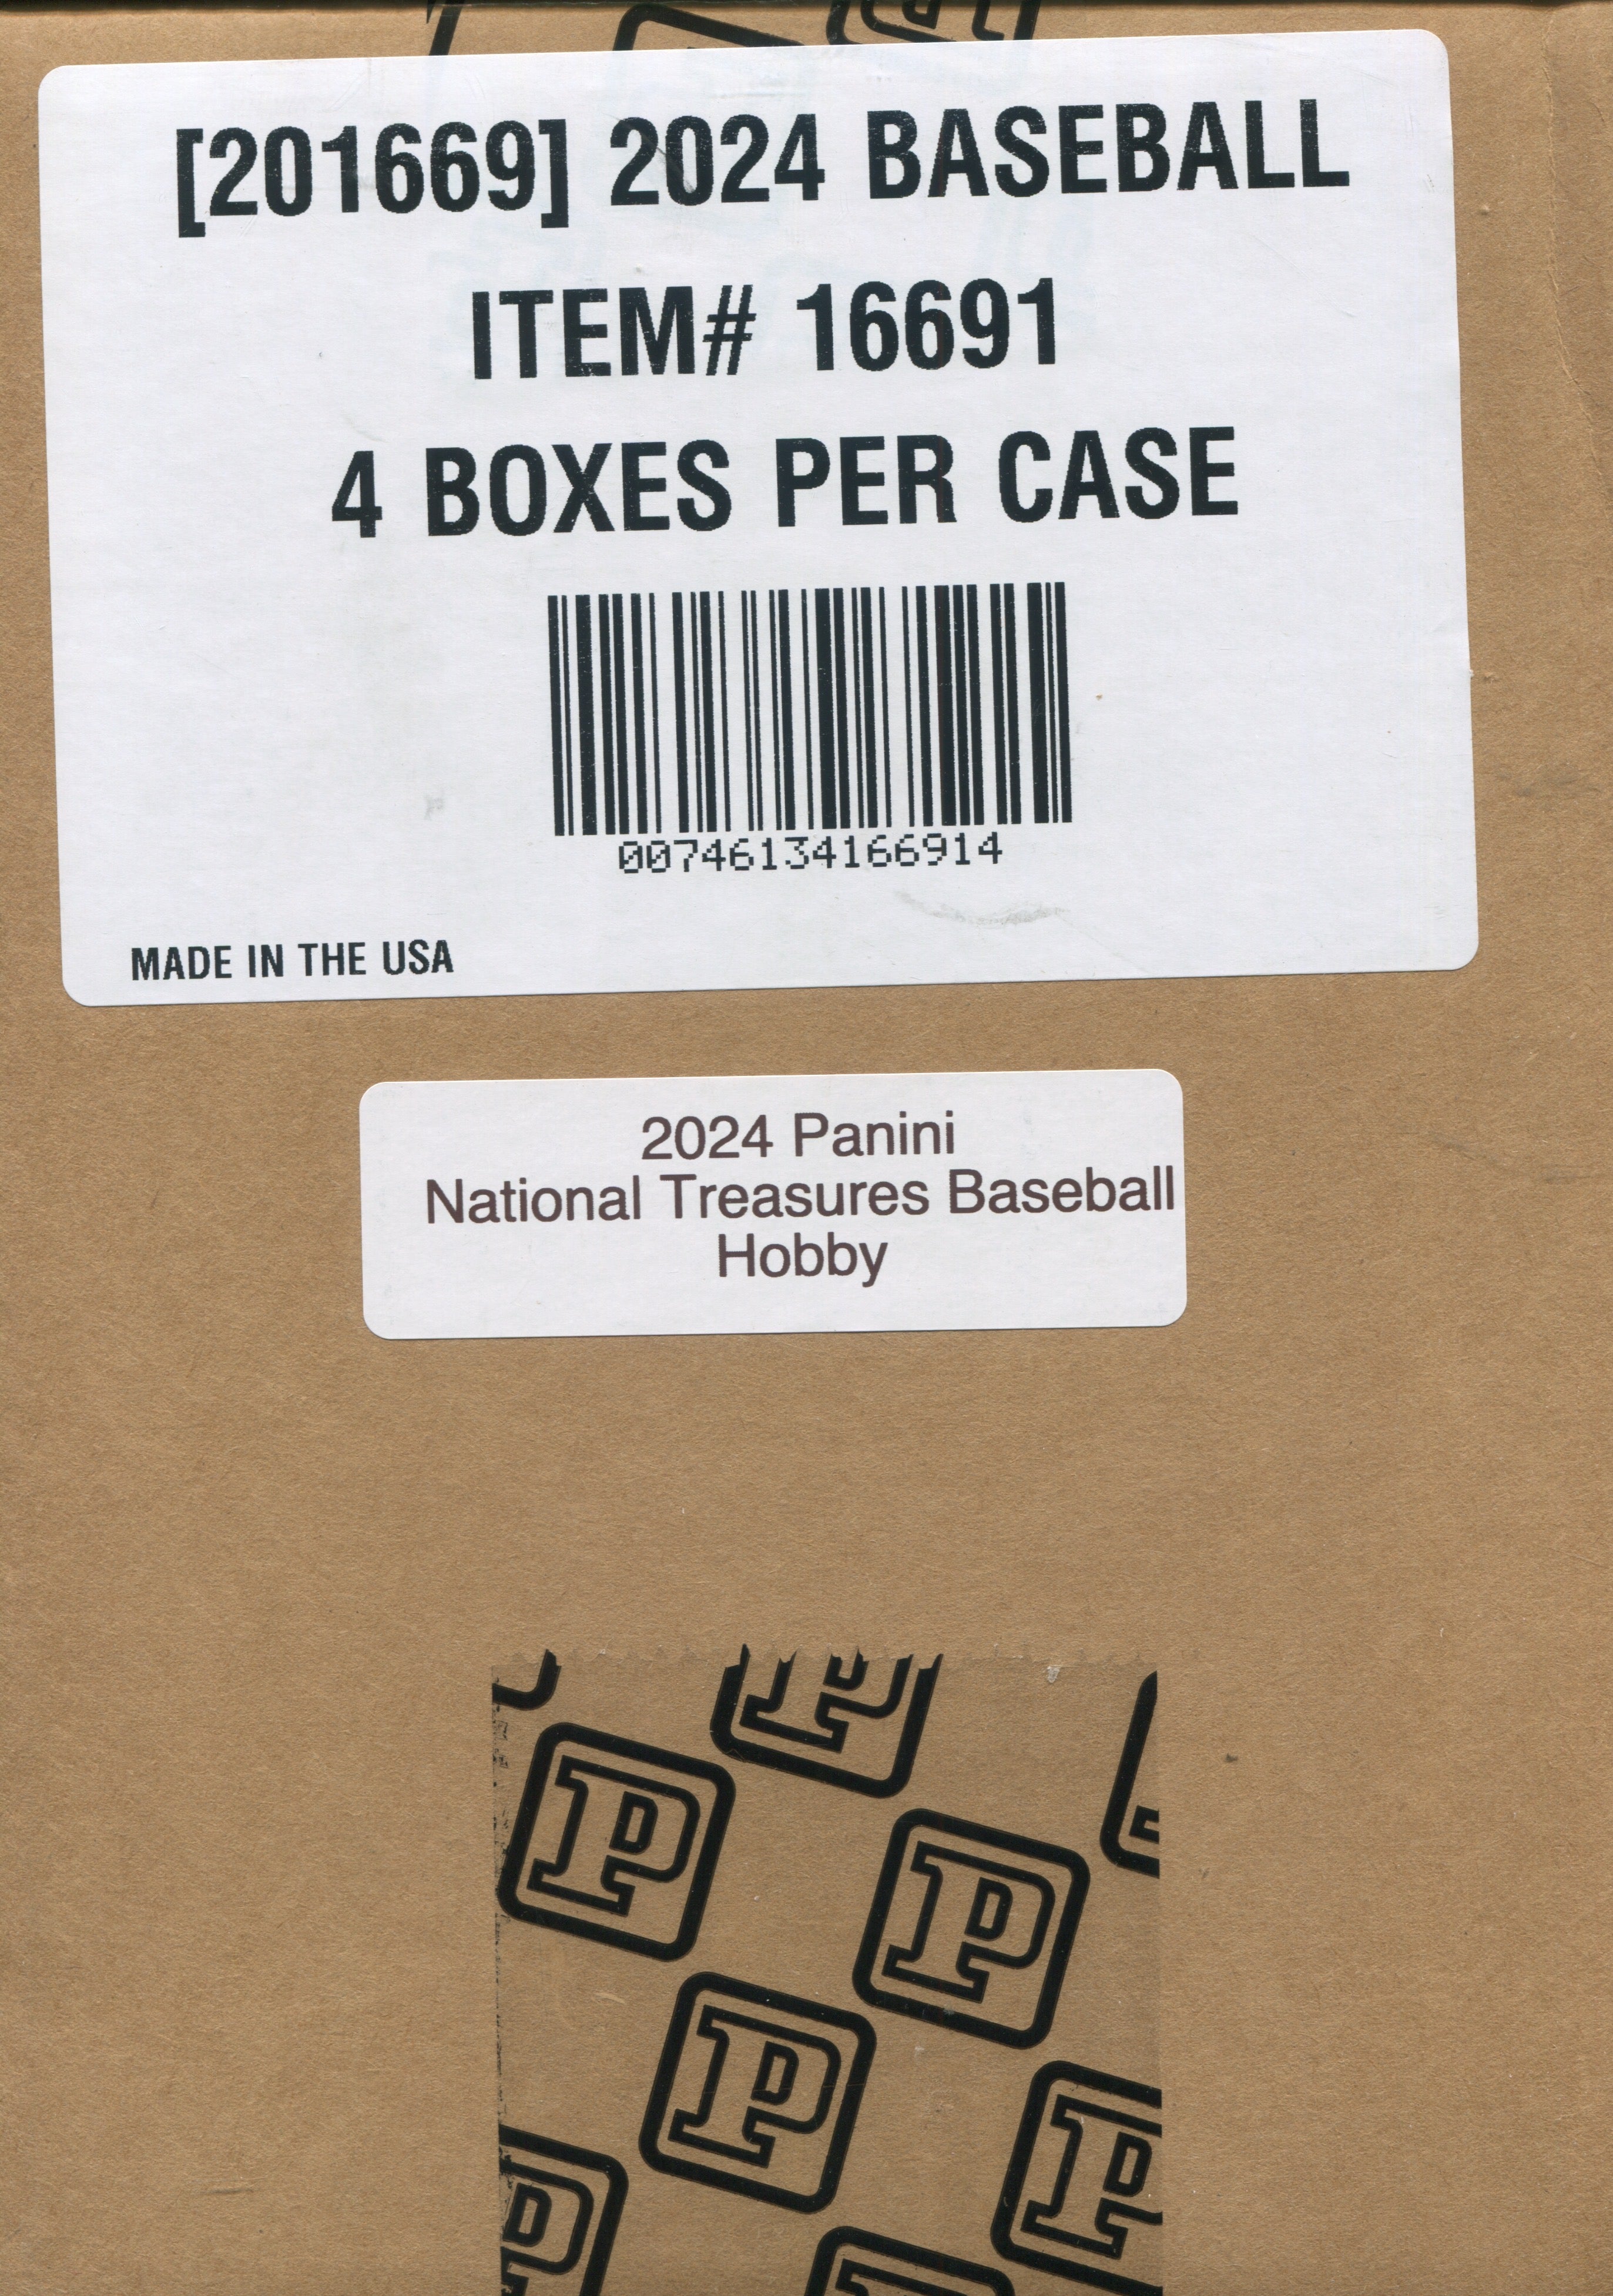 [201669] 2024 BASEBALL
ITEM# 16691
4 BOXES PER CASE
00746134166914
MADE IN THE USA
2024 Panini
National Treasures Baseball
Hobby
P
P
P
P
P
P